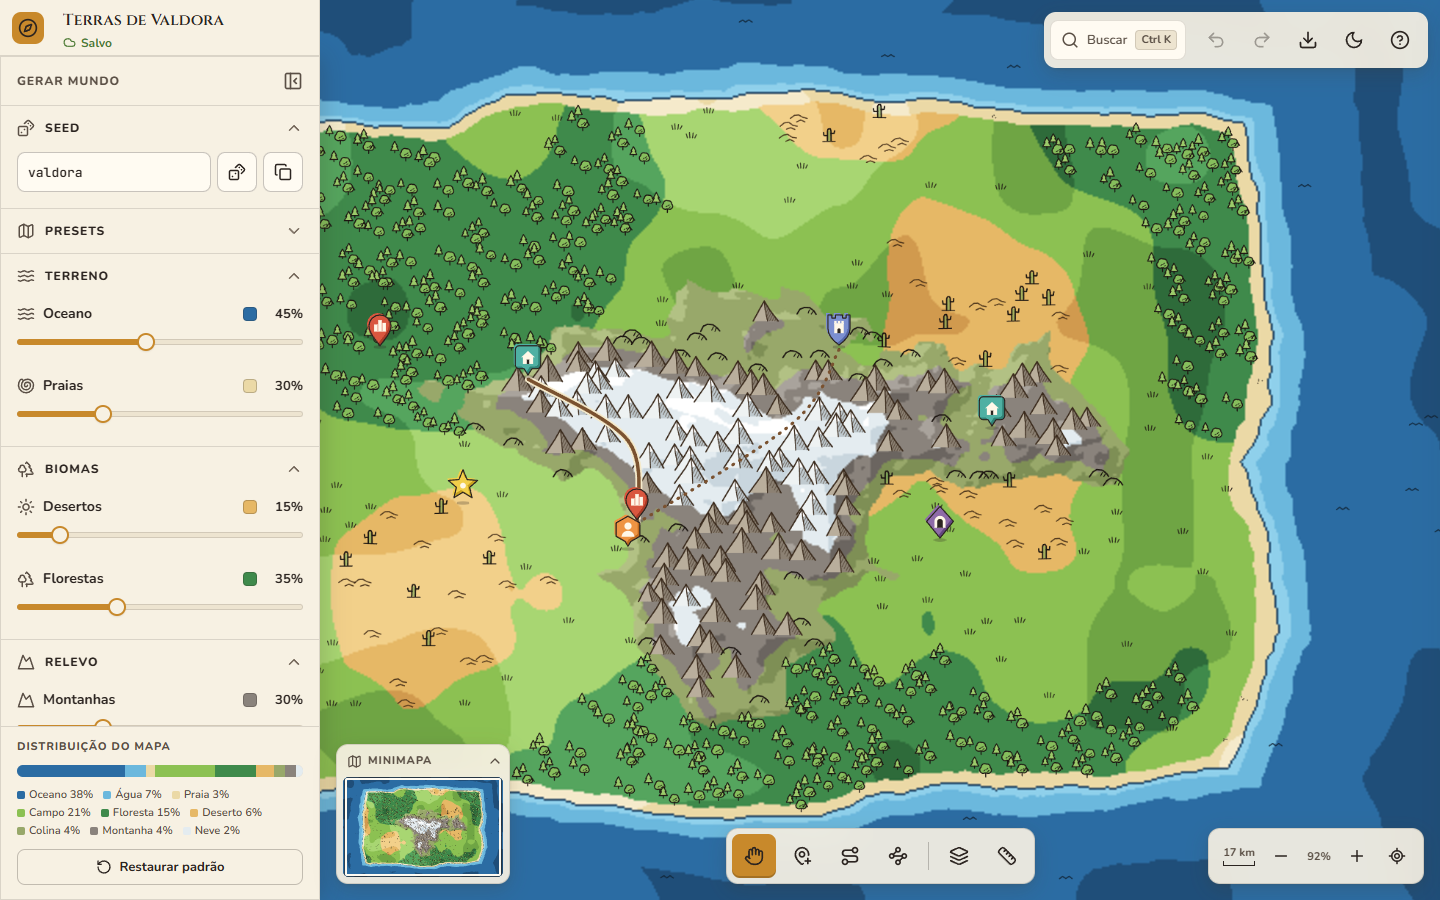 Terras de Valdora
Salvo
GERAR MUNDO
SEED
valdora
PRESETS
TERRENO
Oceano 45%
Praias 30%
BIOMAS
Desertos 15%
Florestas 35%
RELEVO
Montanhas 30%
DISTRIBUIÇÃO DO MAPA
Oceano 38% Água 7% Praia 3%
Campo 21% Floresta 15% Deserto 6%
Colina 4% Montanha 4% Neve 2%
Restaurar padrão
Buscar Ctrl K
MINIMAPA
17 km
92%